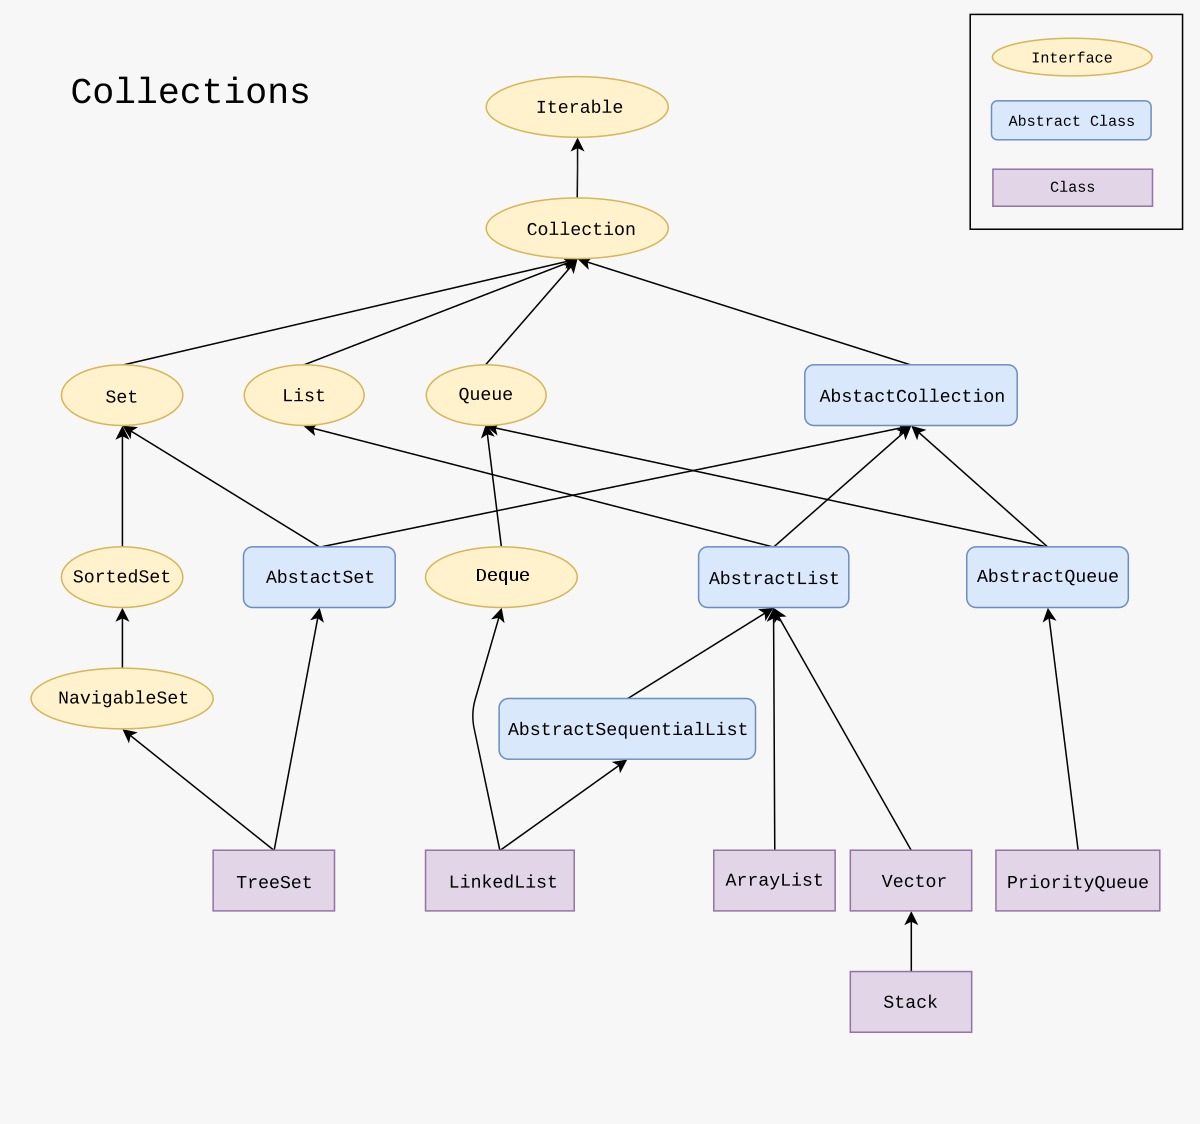 Collections
Interface
Abstract Class
Class
Iterable
Collection
Set
List
Queue
AbstactCollection
SortedSet
AbstactSet
Deque
AbstractList
AbstractQueue
NavigableSet
AbstractSequentialList
TreeSet
LinkedList
ArrayList
Vector
PriorityQueue
Stack